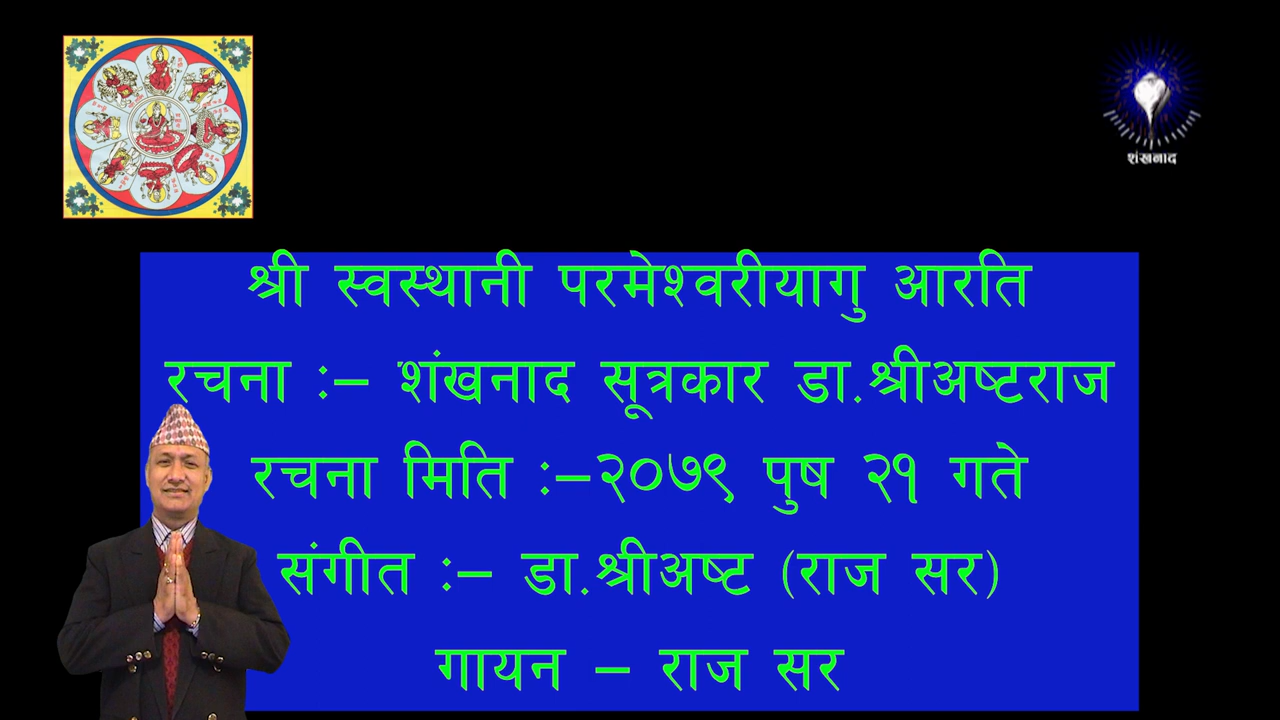 शंखनाद
श्री स्वस्थानी परमेश्वरीयागु आरति
रचना :– शंखनाद सूत्रकार डा.श्रीअष्टराज
रचना मिति :–२०७९ पुष २१ गते
संगीत :– डा.श्रीअष्ट (राज सर)
गायन – राज सर